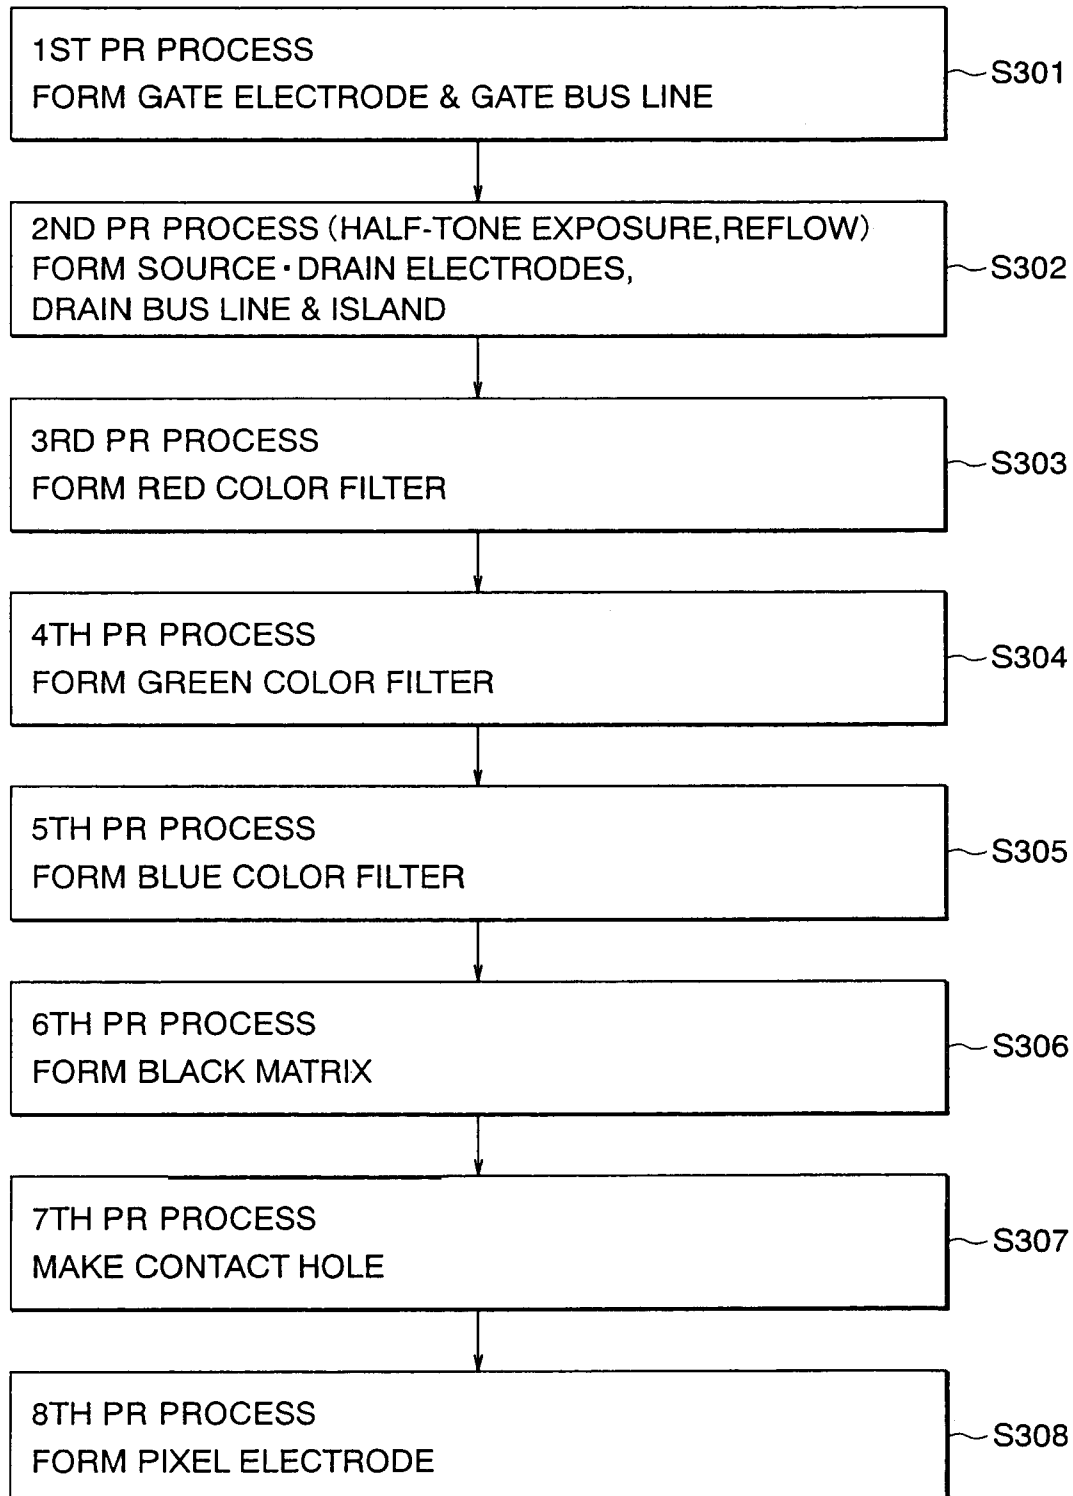 1ST PR PROCESS
FORM GATE ELECTRODE & GATE BUS LINE
S301
2ND PR PROCESS (HALF-TONE EXPOSURE,REFLOW)
FORM SOURCE・DRAIN ELECTRODES,
DRAIN BUS LINE & ISLAND
S302
3RD PR PROCESS
FORM RED COLOR FILTER
S303
4TH PR PROCESS
FORM GREEN COLOR FILTER
S304
5TH PR PROCESS
FORM BLUE COLOR FILTER
S305
6TH PR PROCESS
FORM BLACK MATRIX
S306
7TH PR PROCESS
MAKE CONTACT HOLE
S307
8TH PR PROCESS
FORM PIXEL ELECTRODE
S308